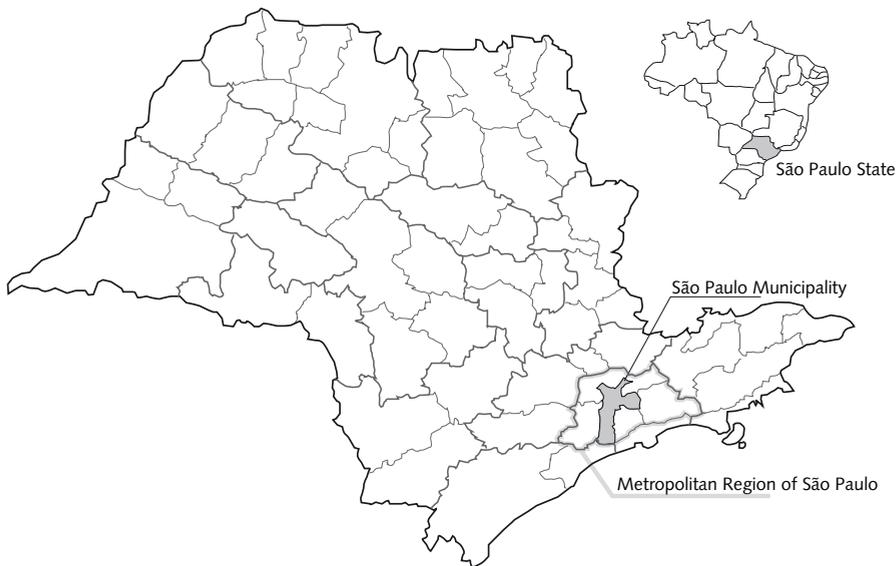 São Paulo State
São Paulo Municipality
Metropolitan Region of São Paulo